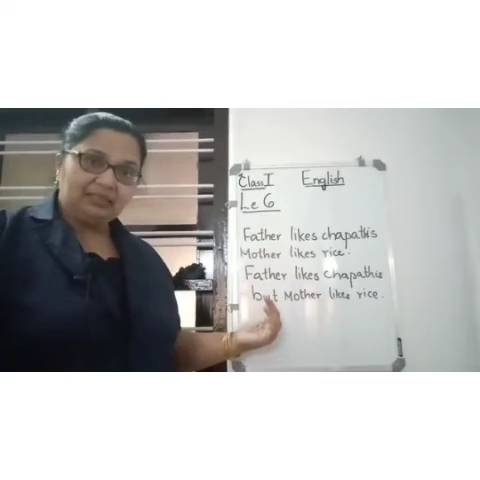 Class I English
Le 6
Father likes chapathis
Mother likes rice.
Father likes chapathis
but Mother likes rice.